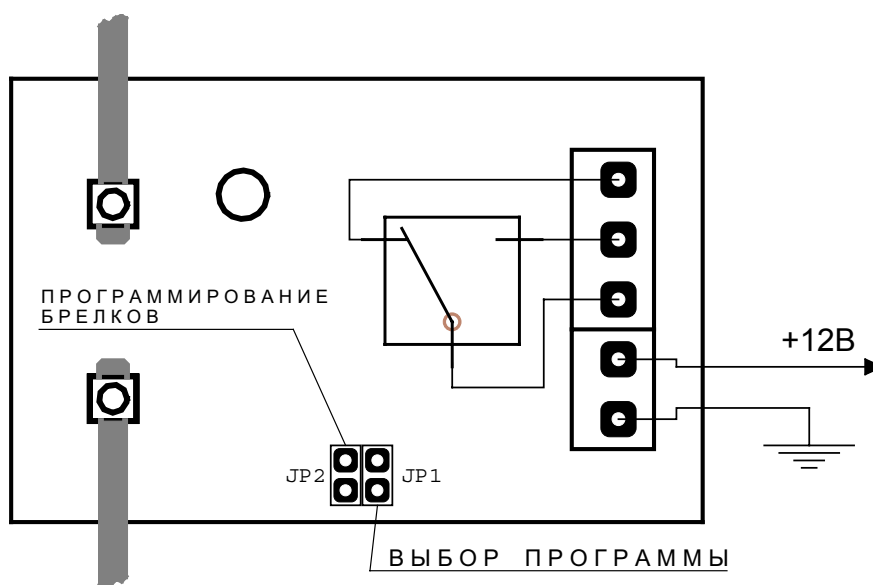 ПРОГРАММИРОВАНИЕ
БРЕЛКОВ
+12В
JP2
JP1
ВЫБОР ПРОГРАММЫ